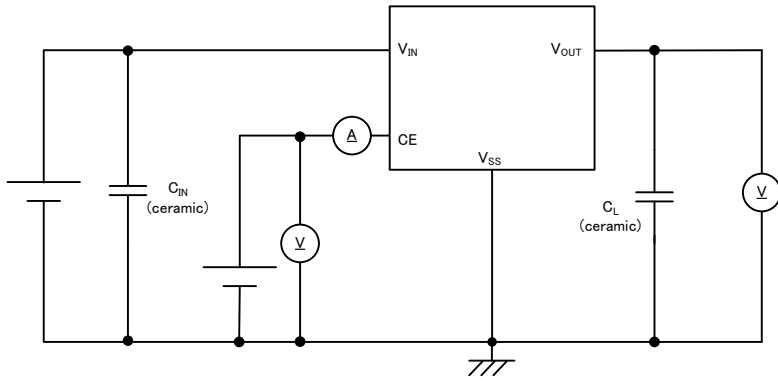 VIN
VOUT
A
CE
VSS
CIN
(ceramic)
V
CL
(ceramic)
V